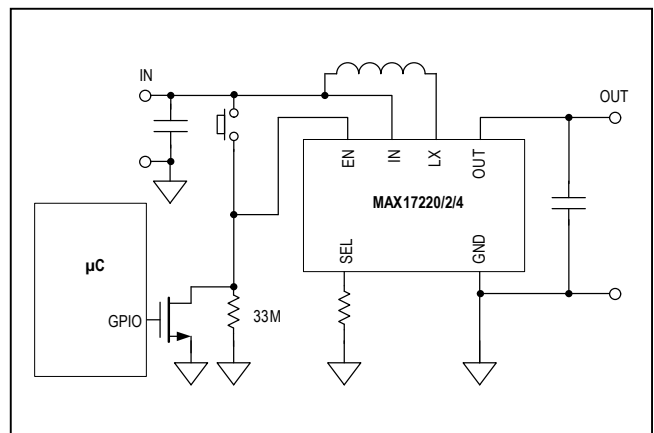 IN
OUT
EN
IN
LX
OUT
MAX17220/2/4
SEL
GND
µC
GPIO
33M